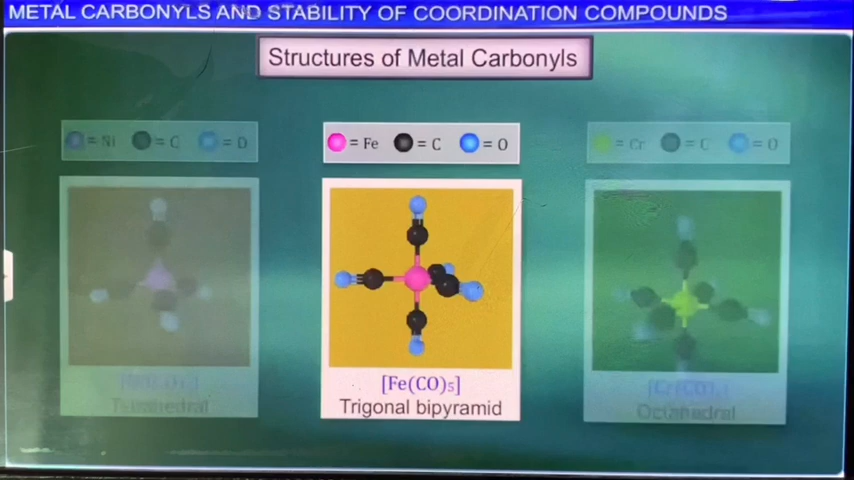 METAL CARBONYLS AND STABILITY OF COORDINATION COMPOUNDS
Structures of Metal Carbonyls
= Ni = C = D
= Fe = C = O
= Cr = C = O
[Fe(CO)₅]
Trigonal bipyramid
Octahedral